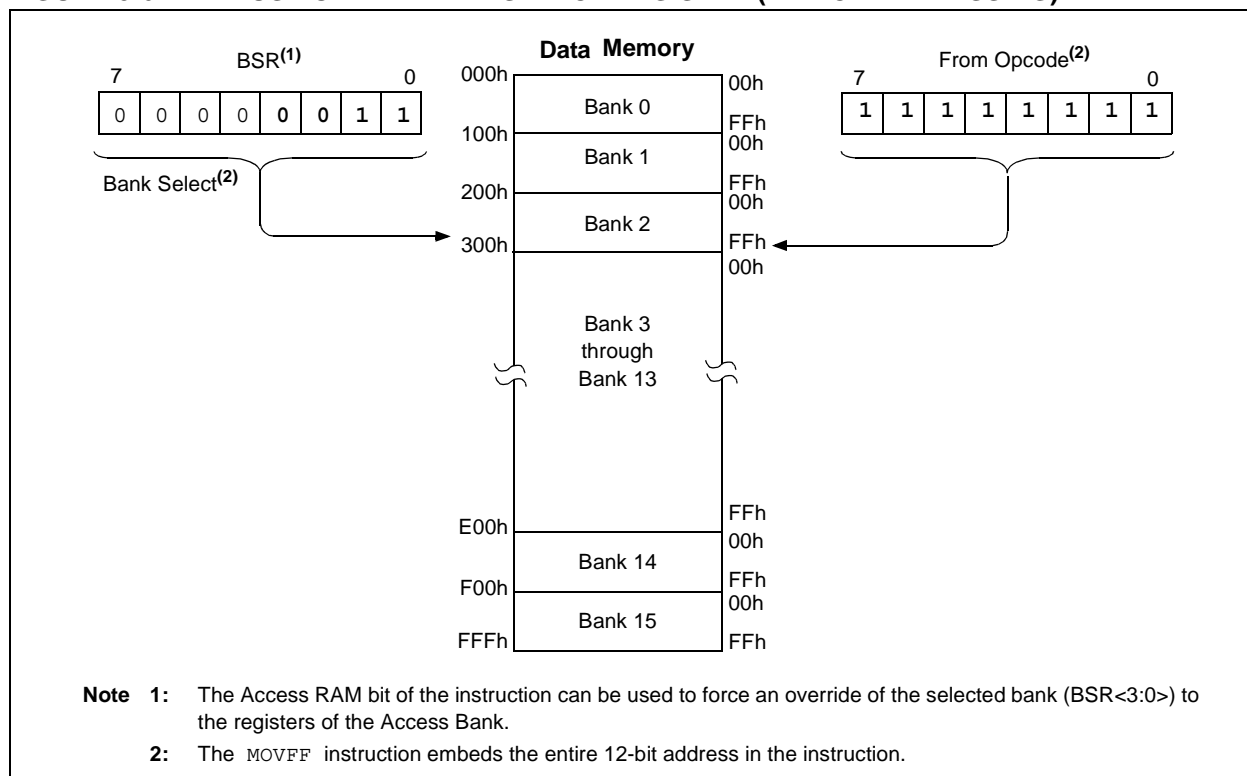 Data Memory
BSR(1)
7 0
0 0 0 0 0 0 1 1
Bank Select(2)
From Opcode(2)
7 0
1 1 1 1 1 1 1 1
000h
00h
Bank 0
FFh
100h
00h
Bank 1
FFh
200h
00h
Bank 2
FFh
300h
00h
Bank 3
through
Bank 13
FFh
E00h
00h
Bank 14
FFh
F00h
00h
Bank 15
FFFh
FFh
Note 1: The Access RAM bit of the instruction can be used to force an override of the selected bank (BSR<3:0>) to
the registers of the Access Bank.
2: The MOVFF instruction embeds the entire 12-bit address in the instruction.